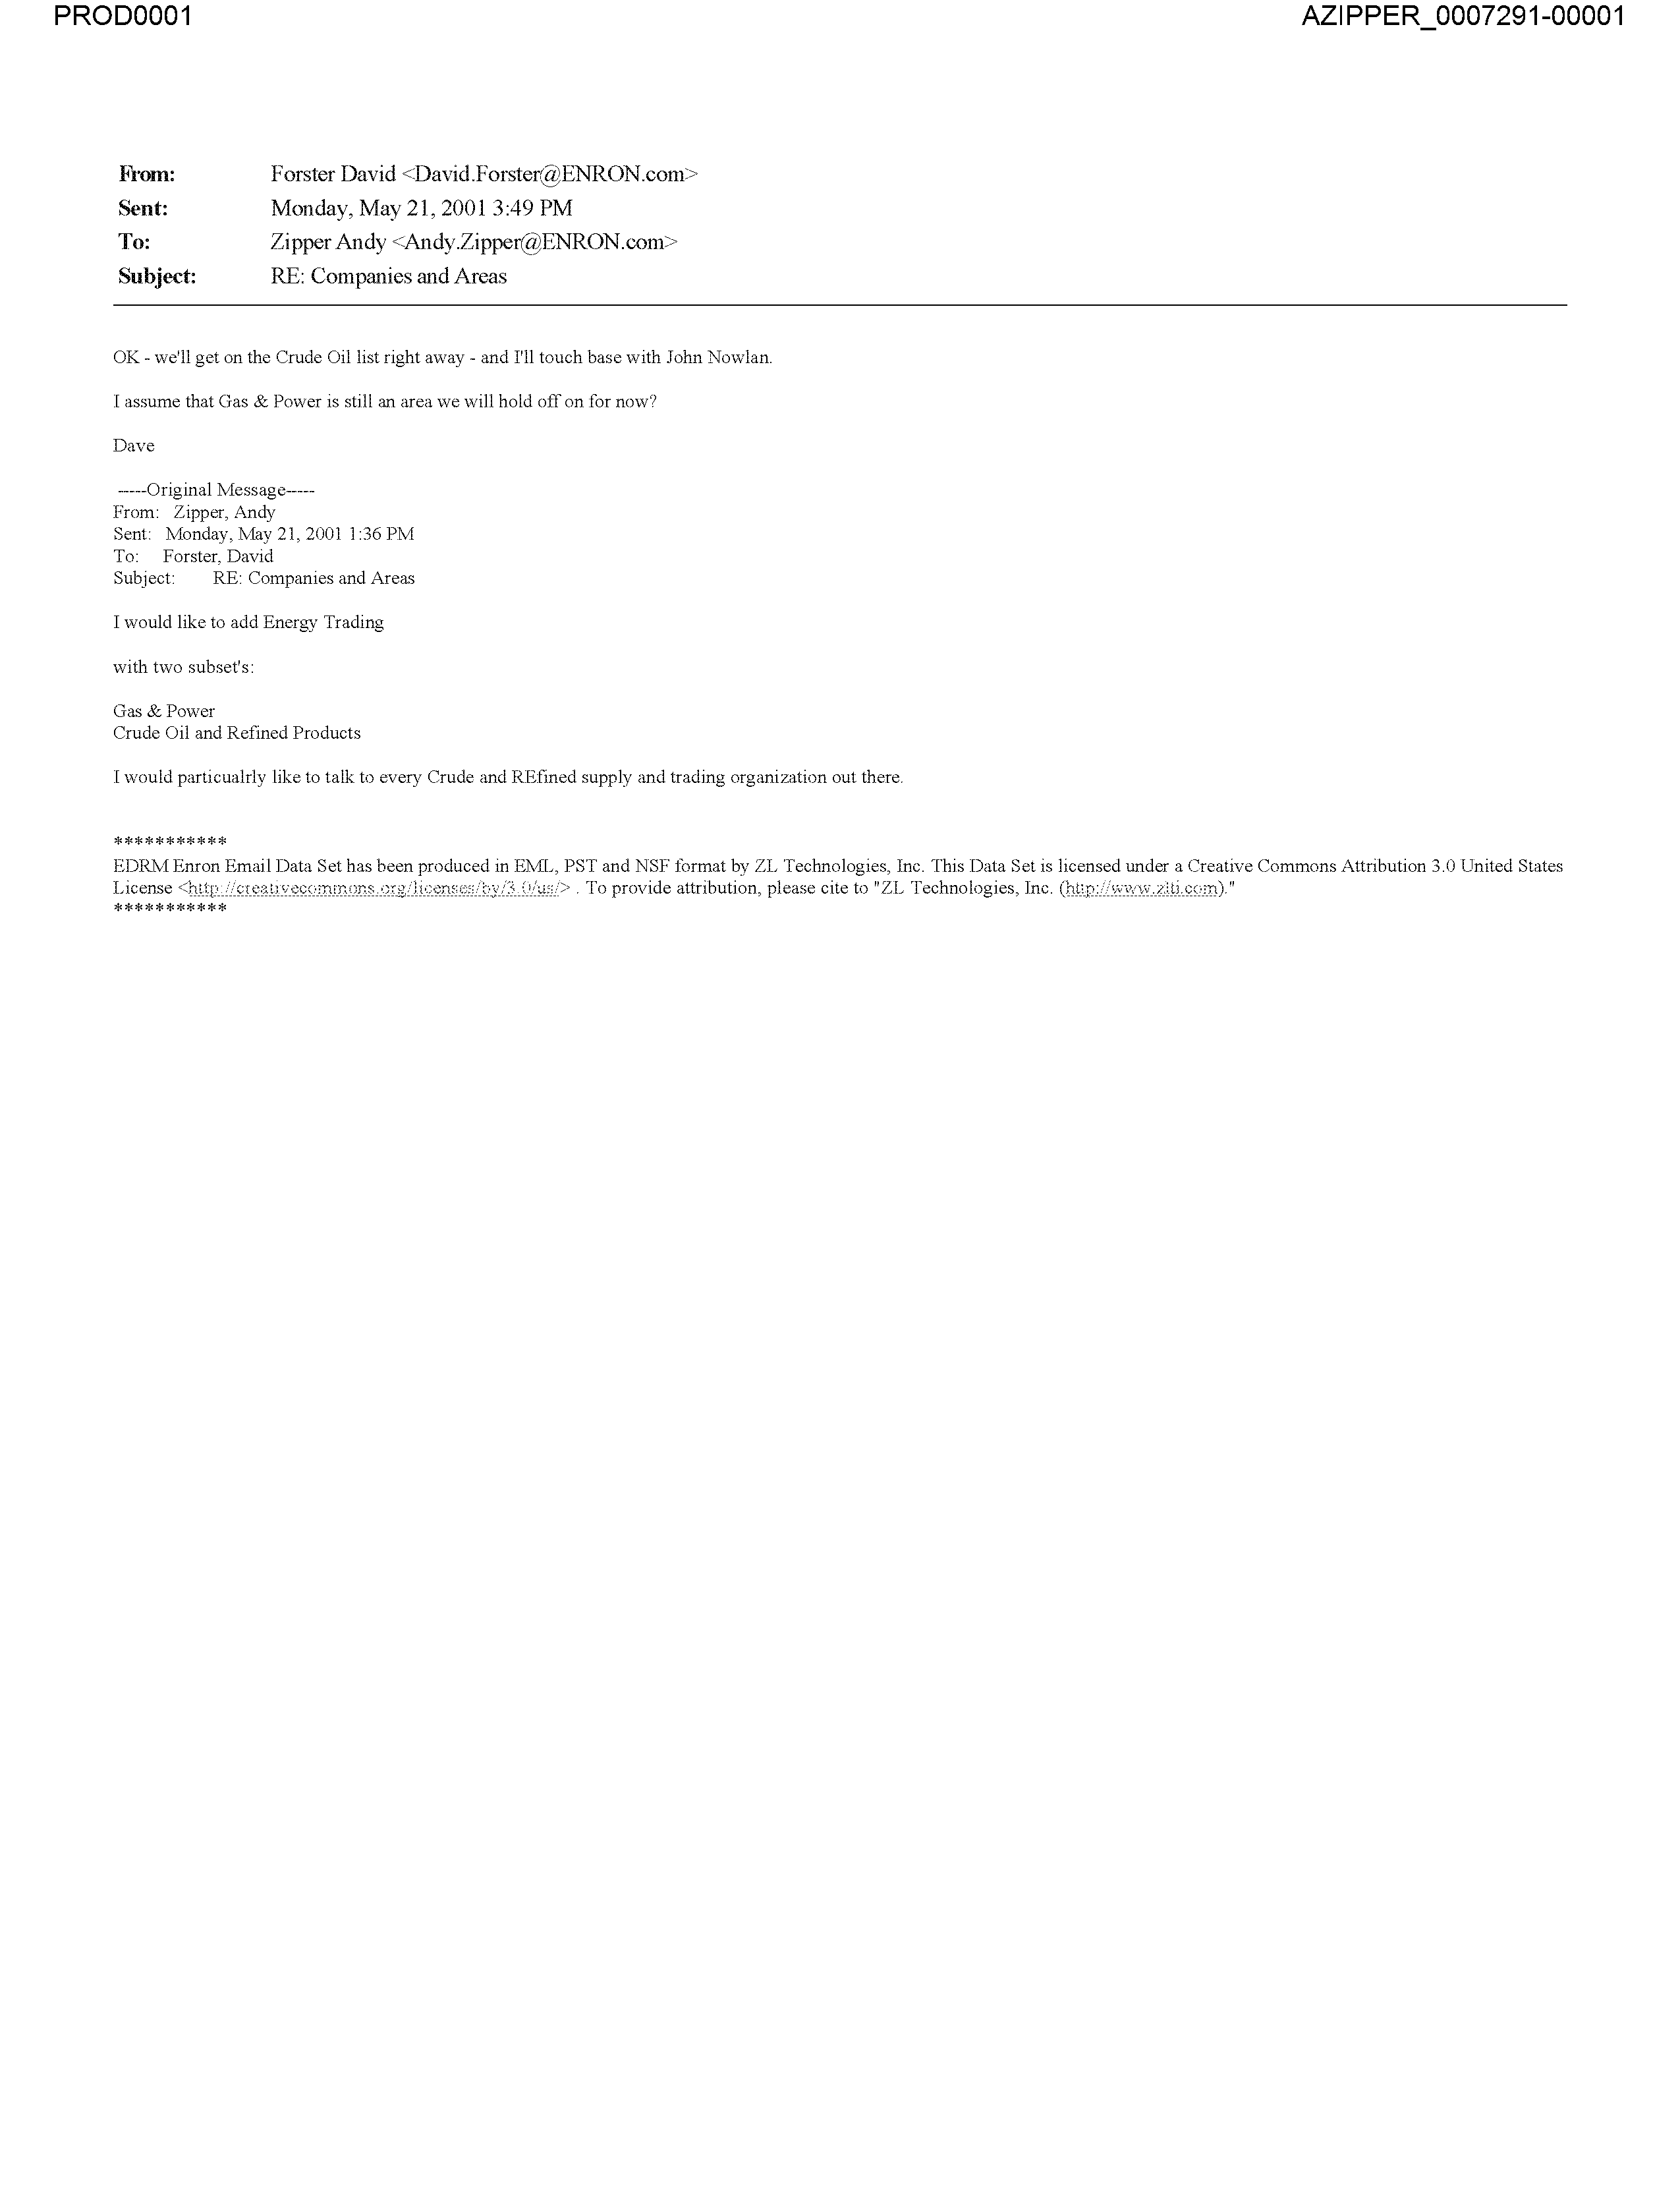 PROD0001 AZIPPER_0007291-00001
From: Forster David <David.Forster@ENRON.com>
Sent: Monday, May 21, 2001 3:49 PM
To: Zipper Andy <Andy.Zipper@ENRON.com>
Subject: RE: Companies and Areas
OK - we'll get on the Crude Oil list right away - and I'll touch base with John Nowlan.
I assume that Gas & Power is still an area we will hold off on for now?
Dave
-----Original Message-----
From: Zipper, Andy
Sent: Monday, May 21, 2001 1:36 PM
To: Forster, David
Subject: RE: Companies and Areas
I would like to add Energy Trading
with two subset's:
Gas & Power
Crude Oil and Refined Products
I would particualrly like to talk to every Crude and REfined supply and trading organization out there.
***********
EDRM Enron Email Data Set has been produced in EML, PST and NSF format by ZL Technologies, Inc. This Data Set is licensed under a Creative Commons Attribution 3.0 United States
License <http://creativecommons.org/licenses/by/3.0/us/> . To provide attribution, please cite to "ZL Technologies, Inc. (http://www.zlti.com)."
***********